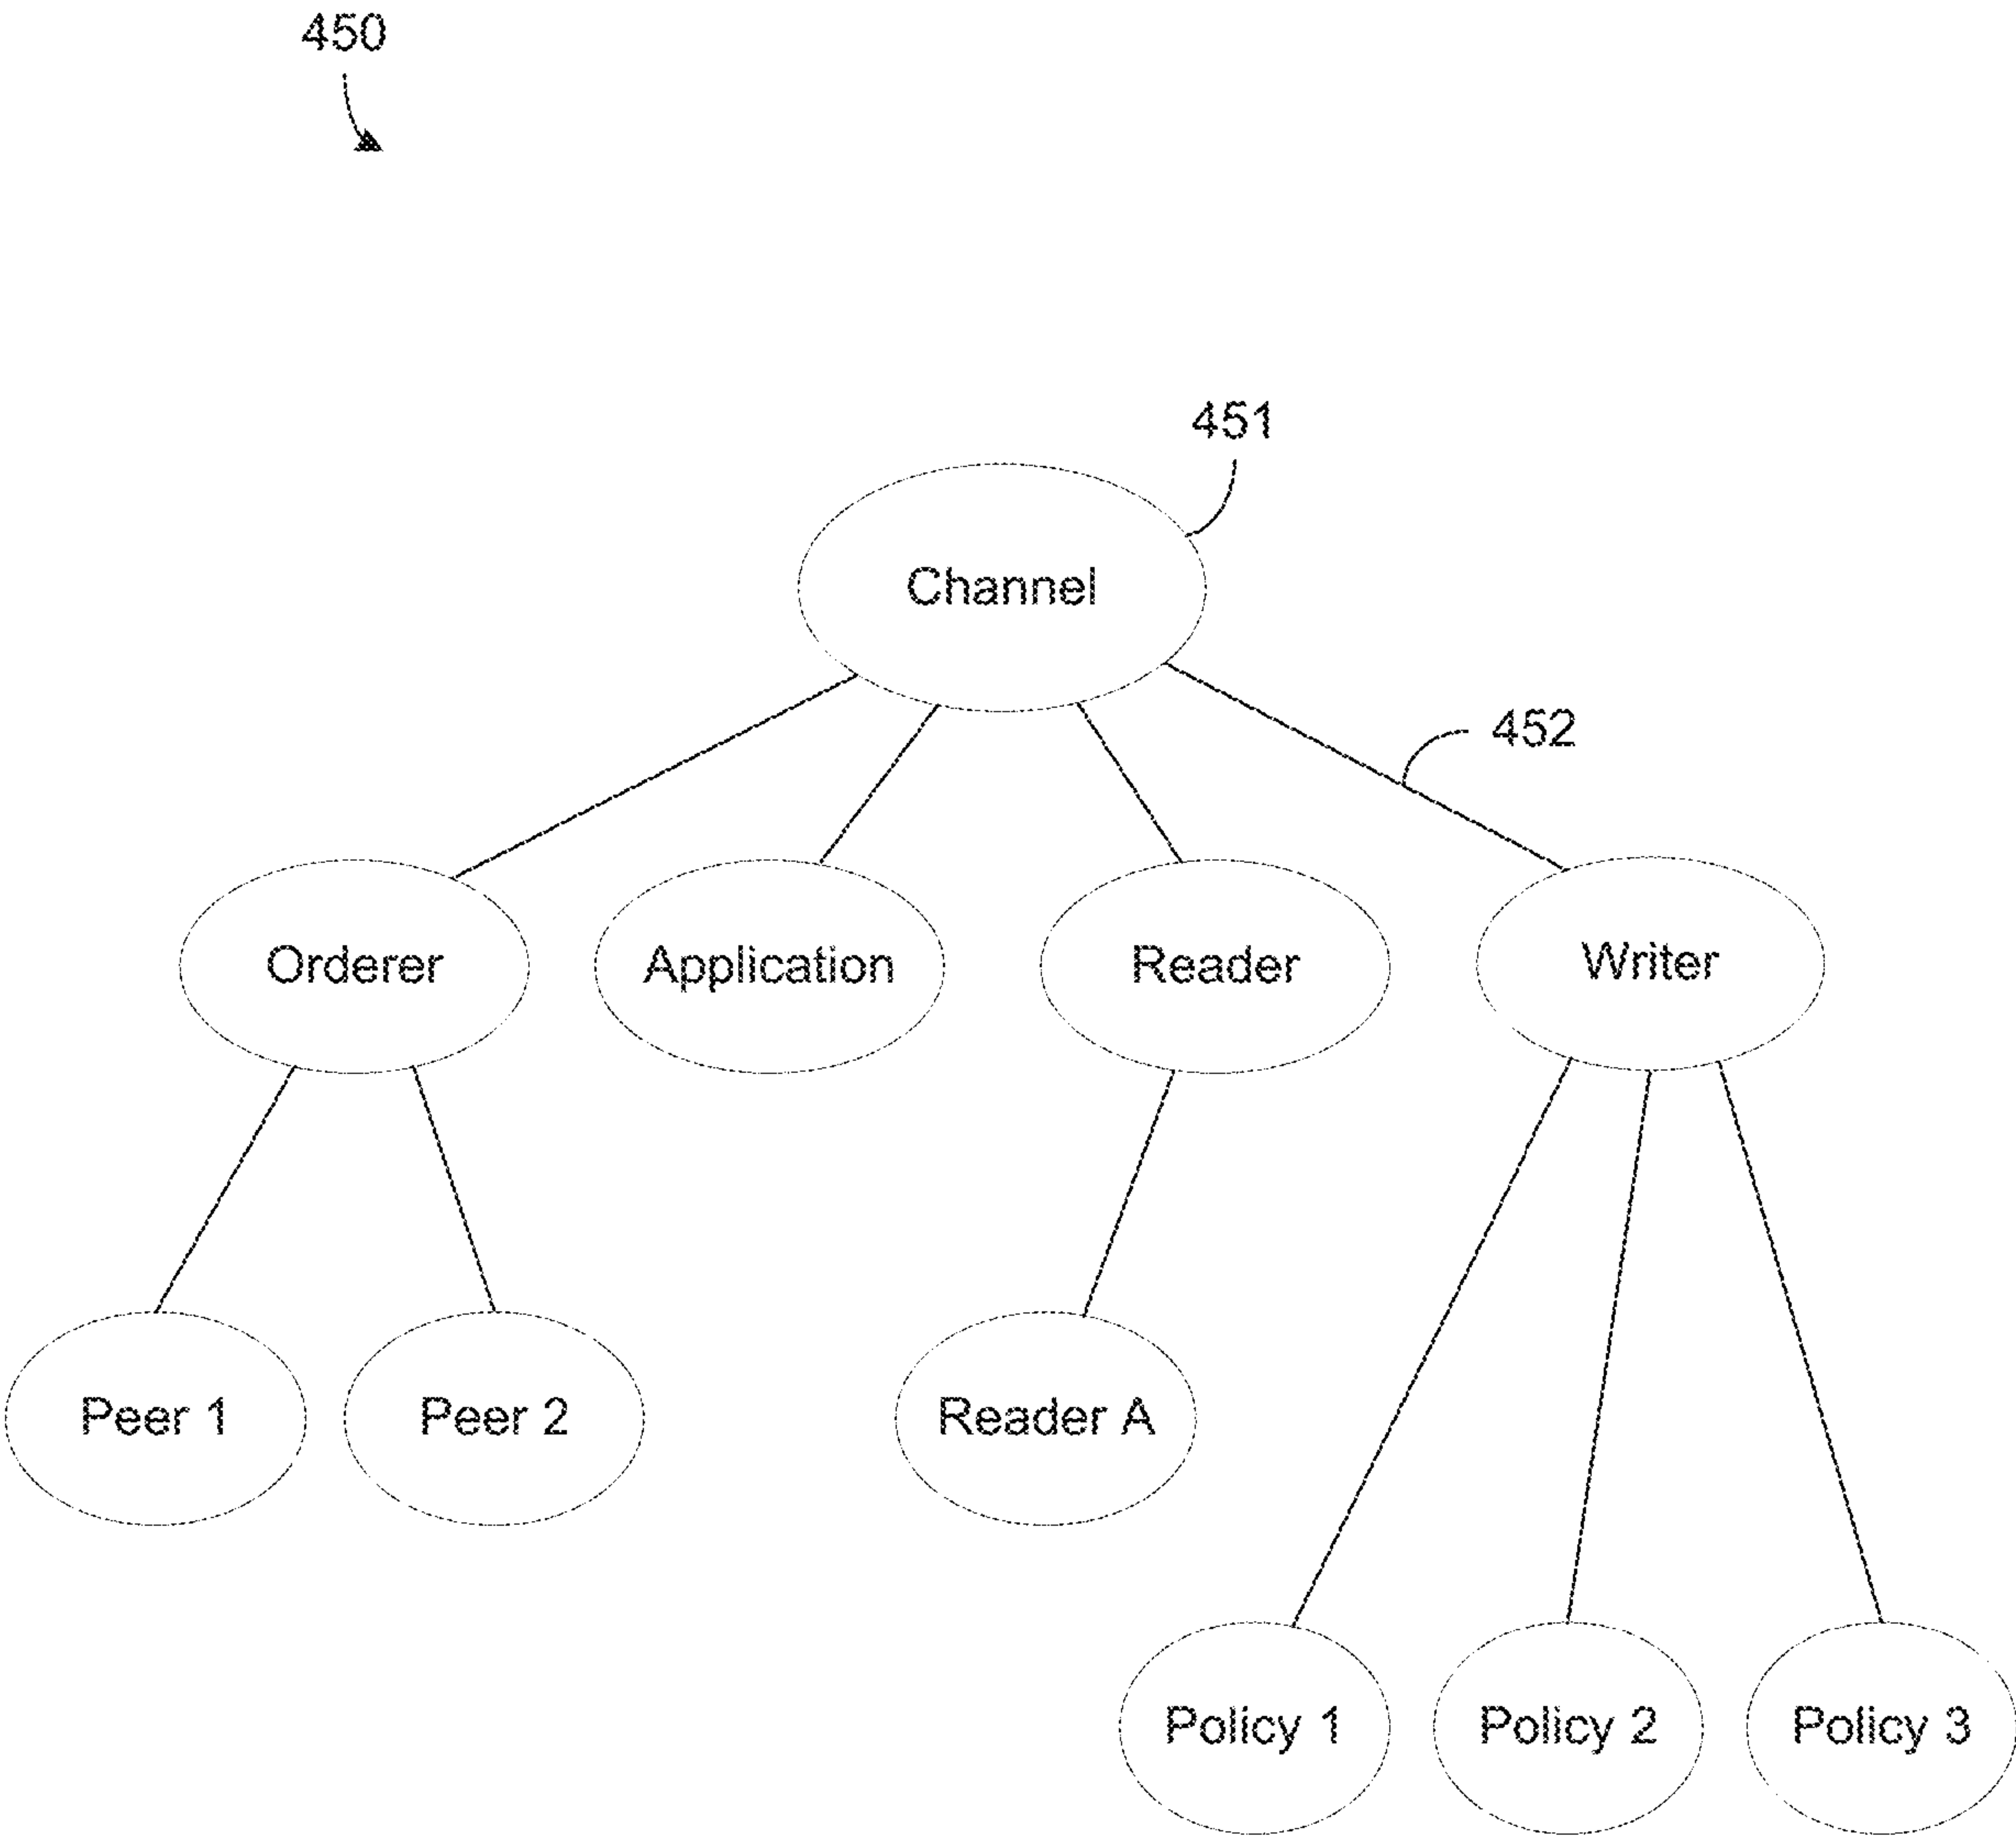 450
451
Channel
452
Orderer
Application
Reader
Writer
Peer 1
Peer 2
Reader A
Policy 1
Policy 2
Policy 3